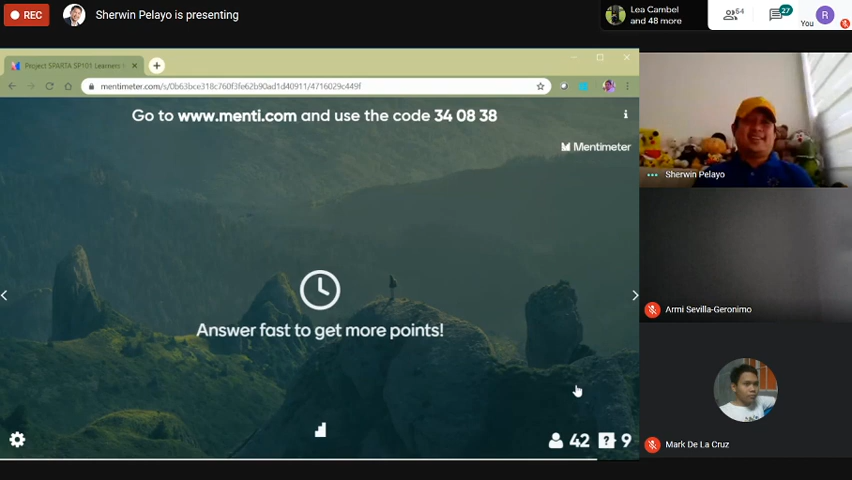 REC
Sherwin Pelayo is presenting
Lea Cambel
and 48 more
54
27
You
R
Project SPARTA SP101 Learners
mentimeter.com/s/0b63bce318c760f3fe62b90ad1d40911/4716029c449f
Go to www.menti.com and use the code 34 08 38
Mentimeter
Answer fast to get more points!
42
9
Sherwin Pelayo
Armi Sevilla-Geronimo
Mark De La Cruz